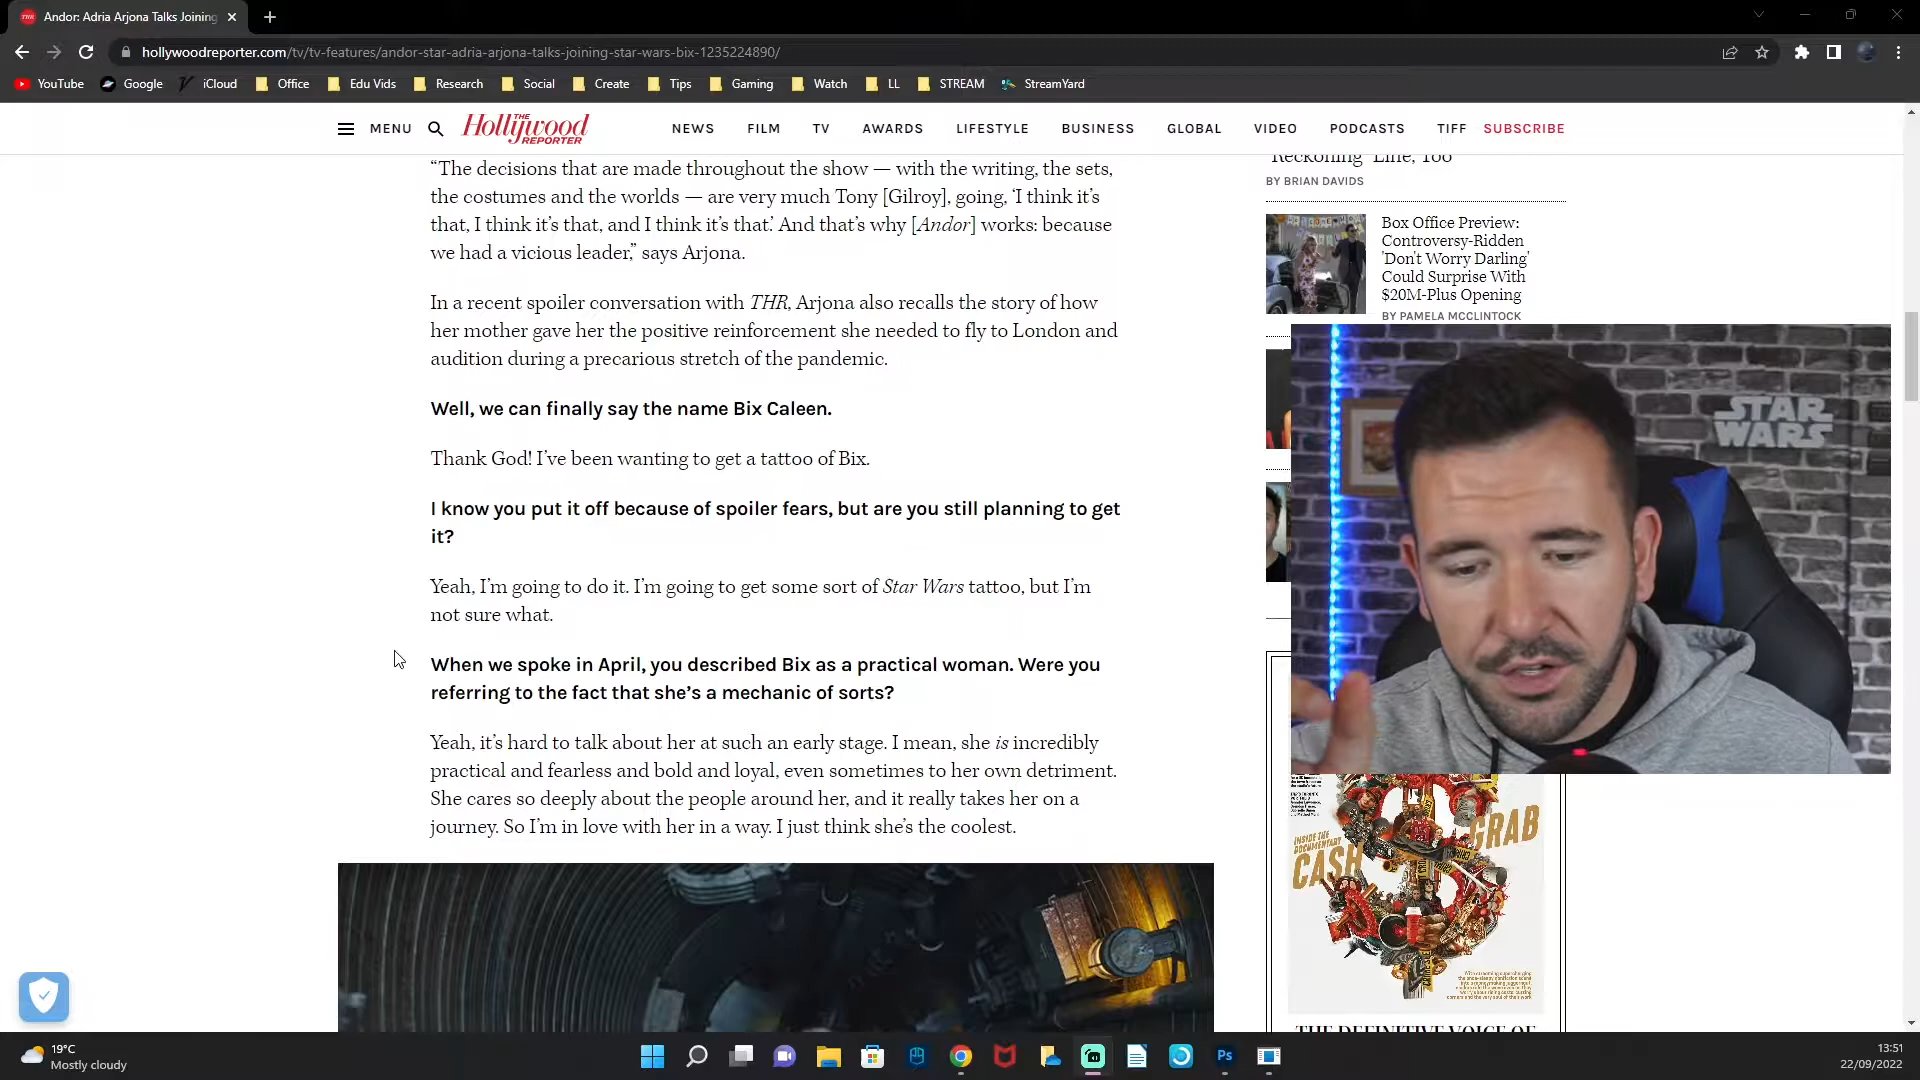 Andor: Adria Arjona Talks Joining
hollywoodreporter.com/tv/tv-features/andor-star-adria-arjona-talks-joining-star-wars-bix-1235224890/
YouTube Google iCloud Office Edu Vids Research Social Create Tips Gaming Watch LL STREAM StreamYard
MENU
THE
Hollywood
REPORTER
NEWS FILM TV AWARDS LIFESTYLE BUSINESS GLOBAL VIDEO PODCASTS TIFF SUBSCRIBE
“The decisions that are made throughout the show — with the writing, the sets,
the costumes and the worlds — are very much Tony [Gilroy], going, ‘I think it’s
that, I think it’s that, and I think it’s that.’ And that’s why [Andor] works: because
we had a vicious leader,” says Arjona.
In a recent spoiler conversation with THR, Arjona also recalls the story of how
her mother gave her the positive reinforcement she needed to fly to London and
audition during a precarious stretch of the pandemic.
Well, we can finally say the name Bix Caleen.
Thank God! I’ve been wanting to get a tattoo of Bix.
I know you put it off because of spoiler fears, but are you still planning to get
it?
Yeah, I’m going to do it. I’m going to get some sort of Star Wars tattoo, but I’m
not sure what.
When we spoke in April, you described Bix as a practical woman. Were you
referring to the fact that she’s a mechanic of sorts?
Yeah, it’s hard to talk about her at such an early stage. I mean, she is incredibly
practical and fearless and bold and loyal, even sometimes to her own detriment.
She cares so deeply about the people around her, and it really takes her on a
journey. So I’m in love with her in a way. I just think she’s the coolest.
'Reckoning' Line, Too
BY BRIAN DAVIDS
Box Office Preview:
Controversy-Ridden
'Don't Worry Darling'
Could Surprise With
$20M-Plus Opening
BY PAMELA MCCLINTOCK
STAR
WARS
INSIDE THE
DOCUMENTARY
CASH
GRAB
THE DEFINITIVE VOICE OF
19°C
Mostly cloudy
Ps
13:51
22/09/2022